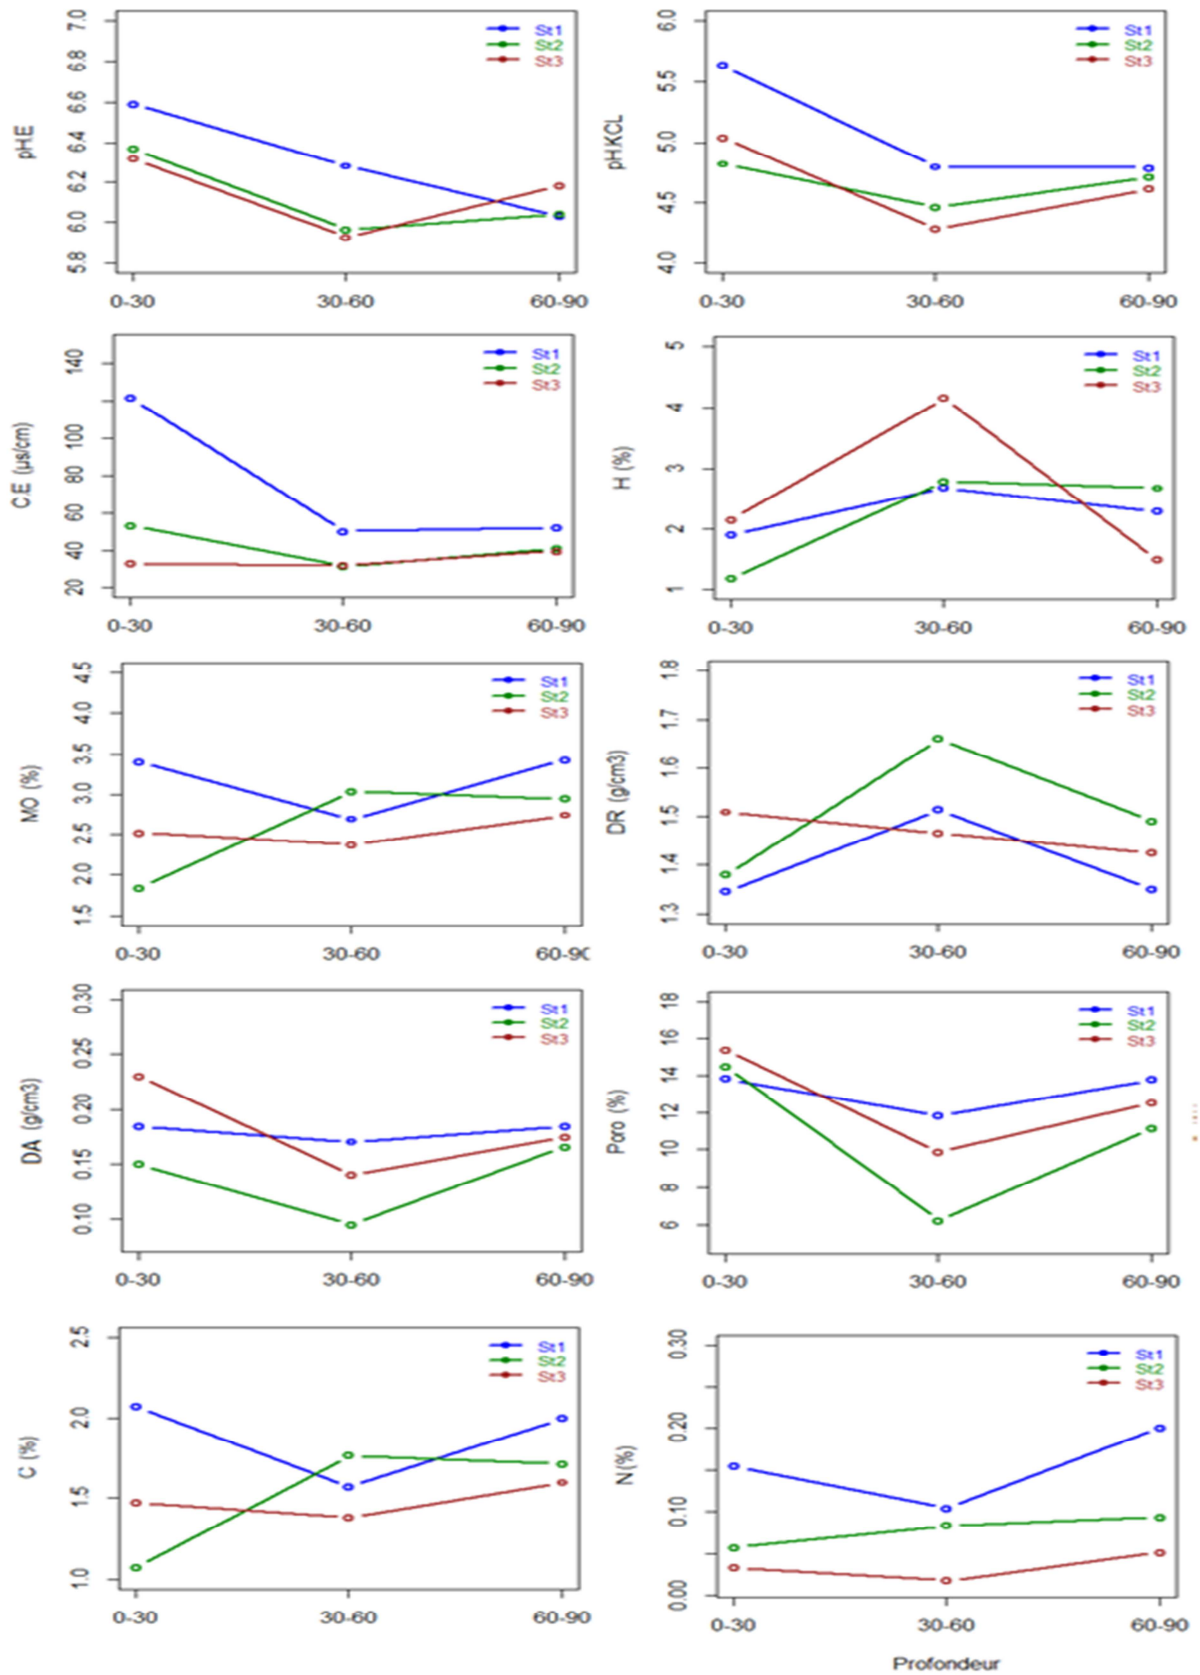 pH.E
7.0
6.8
6.6
6.4
6.2
6.0
5.8
St1
St2
St3
0-30 30-60 60-90
pH.KCL
6.0
5.5
5.0
4.5
4.0
St1
St2
St3
0-30 30-60 60-90
C.E (µs/cm)
140
100
80
60
40
20
St1
St2
St3
0-30 30-60 60-90
H (%)
5
4
3
2
1
St1
St2
St3
0-30 30-60 60-90
MO (%)
4.5
4.0
3.5
3.0
2.5
2.0
1.5
St1
St2
St3
0-30 30-60 60-90
DR (g/cm3)
1.8
1.7
1.6
1.5
1.4
1.3
St1
St2
St3
0-30 30-60 60-90
DA (g/cm3)
0.30
0.25
0.20
0.15
0.10
St1
St2
St3
0-30 30-60 60-90
Poro (%)
18
16
14
12
10
8
6
St1
St2
St3
0-30 30-60 60-90
C (%)
2.5
2.0
1.5
1.0
St1
St2
St3
0-30 30-60 60-90
N(%)
0.30
0.20
0.10
0.00
St1
St2
St3
0-30 30-60 60-90
Profondeur